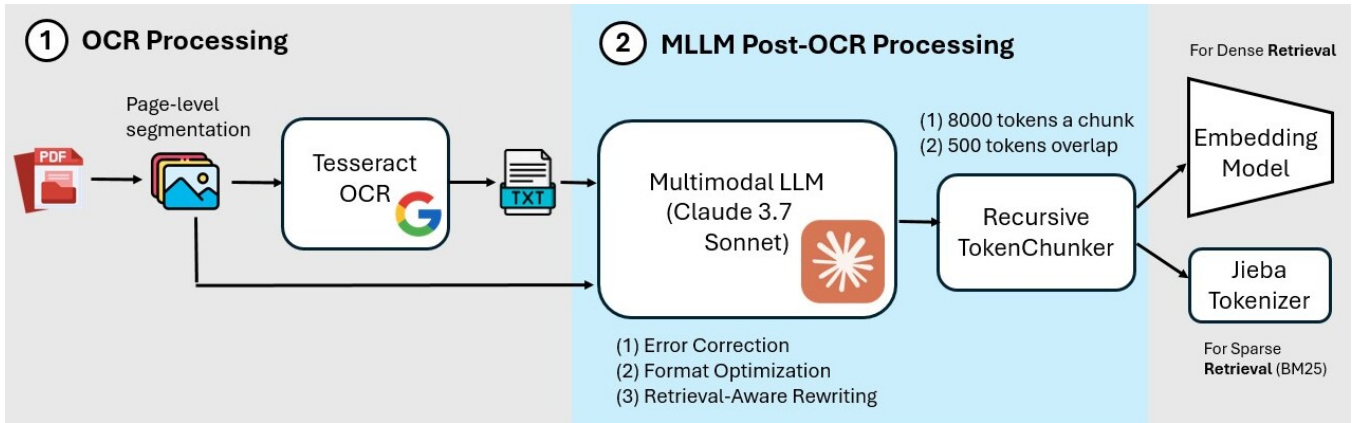 1 OCR Processing
Page-level
segmentation
PDF
Tesseract
OCR
TXT
2 MLLM Post-OCR Processing
Multimodal LLM
(Claude 3.7
Sonnet)
(1) Error Correction
(2) Format Optimization
(3) Retrieval-Aware Rewriting
(1) 8000 tokens a chunk
(2) 500 tokens overlap
Recursive
TokenChunker
For Dense Retrieval
Embedding
Model
Jieba
Tokenizer
For Sparse
Retrieval (BM25)